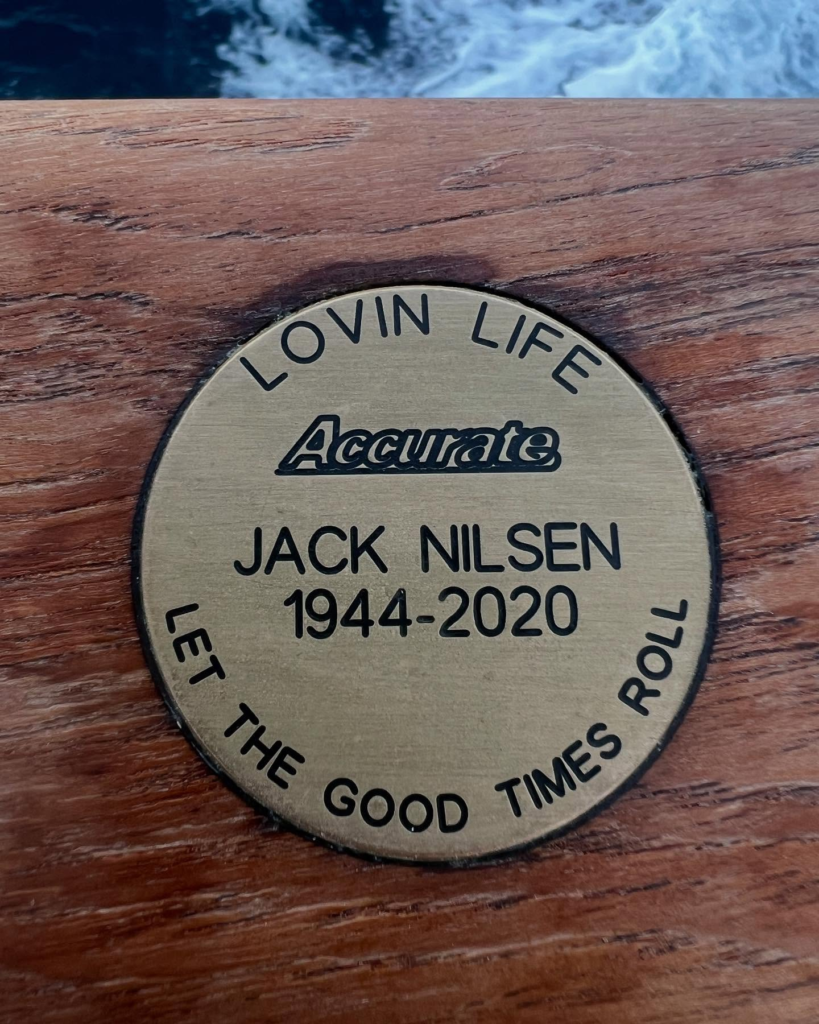 LOVIN LIFE
Accurate
JACK NILSEN
1944-2020
LET THE GOOD TIMES ROLL